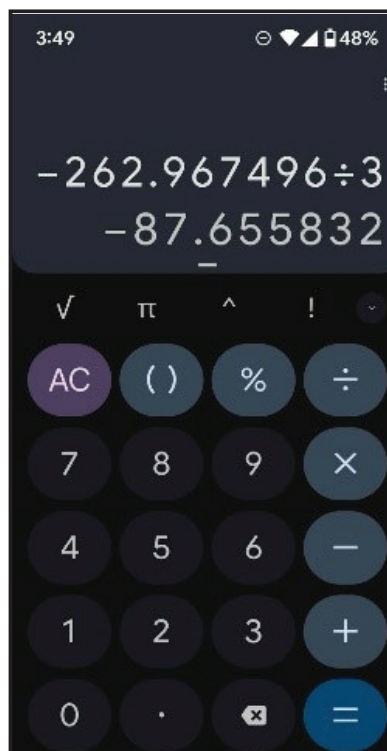 3:49 48%
−262.967496÷3
−87.655832
√ π ^ !
AC () % ÷
7 8 9 ×
4 5 6 −
1 2 3 +
0 . =